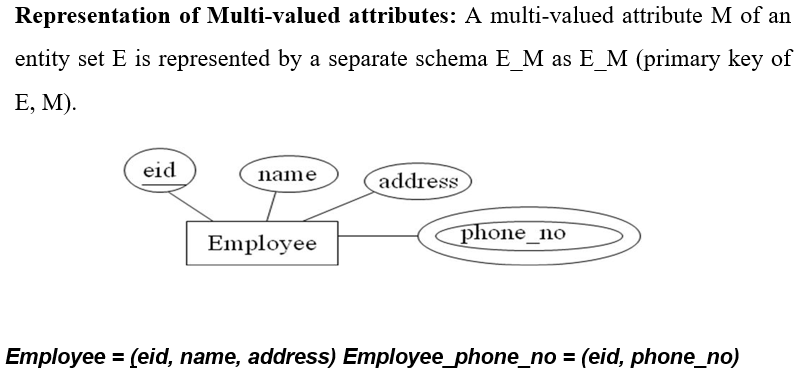 Representation of Multi-valued attributes: A multi-valued attribute M of an
entity set E is represented by a separate schema E_M as E_M (primary key of
E, M).
eid
name
address
Employee
phone_no
Employee = (eid, name, address) Employee_phone_no = (eid, phone_no)